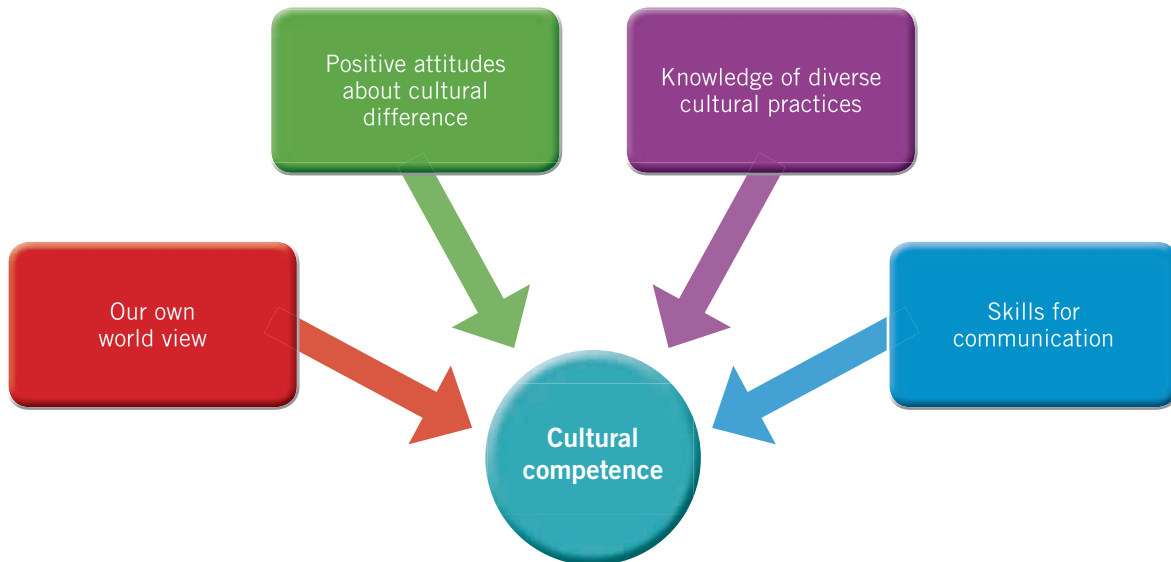 Positive attitudes
about cultural
difference
Knowledge of diverse
cultural practices
Our own
world view
Skills for
communication
Cultural
competence